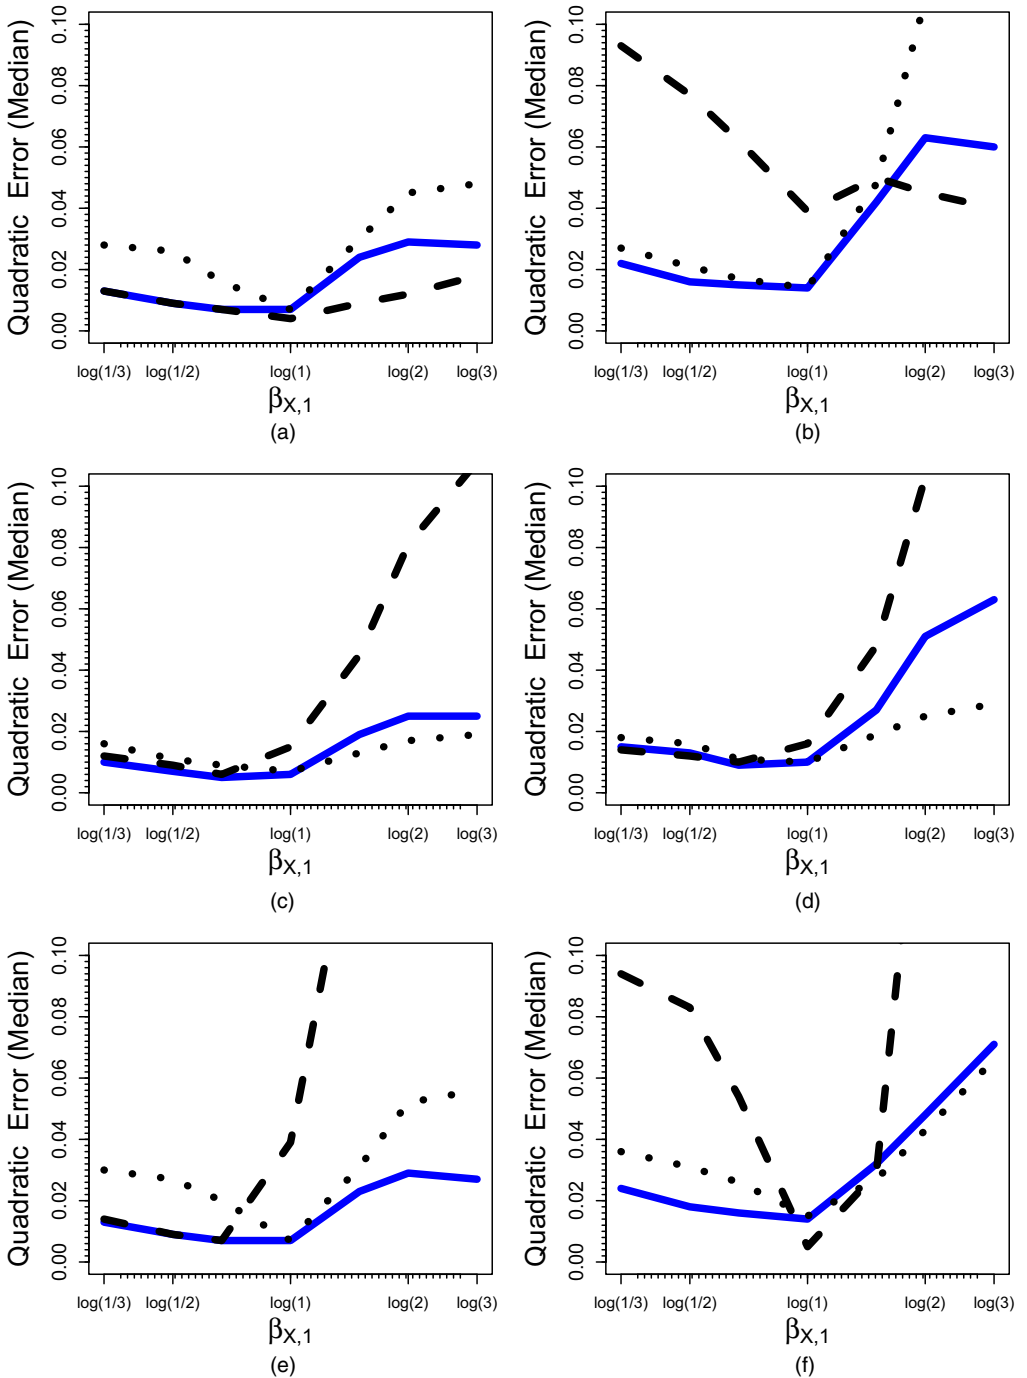 Quadratic Error (Median)
0.10
0.08
0.06
0.04
0.02
0.00
log(1/3) log(1/2) log(1) log(2) log(3)
βX,1
(a)
Quadratic Error (Median)
0.10
0.08
0.06
0.04
0.02
0.00
log(1/3) log(1/2) log(1) log(2) log(3)
βX,1
(b)
Quadratic Error (Median)
0.10
0.08
0.06
0.04
0.02
0.00
log(1/3) log(1/2) log(1) log(2) log(3)
βX,1
(c)
Quadratic Error (Median)
0.10
0.08
0.06
0.04
0.02
0.00
log(1/3) log(1/2) log(1) log(2) log(3)
βX,1
(d)
Quadratic Error (Median)
0.10
0.08
0.06
0.04
0.02
0.00
log(1/3) log(1/2) log(1) log(2) log(3)
βX,1
(e)
Quadratic Error (Median)
0.10
0.08
0.06
0.04
0.02
0.00
log(1/3) log(1/2) log(1) log(2) log(3)
βX,1
(f)